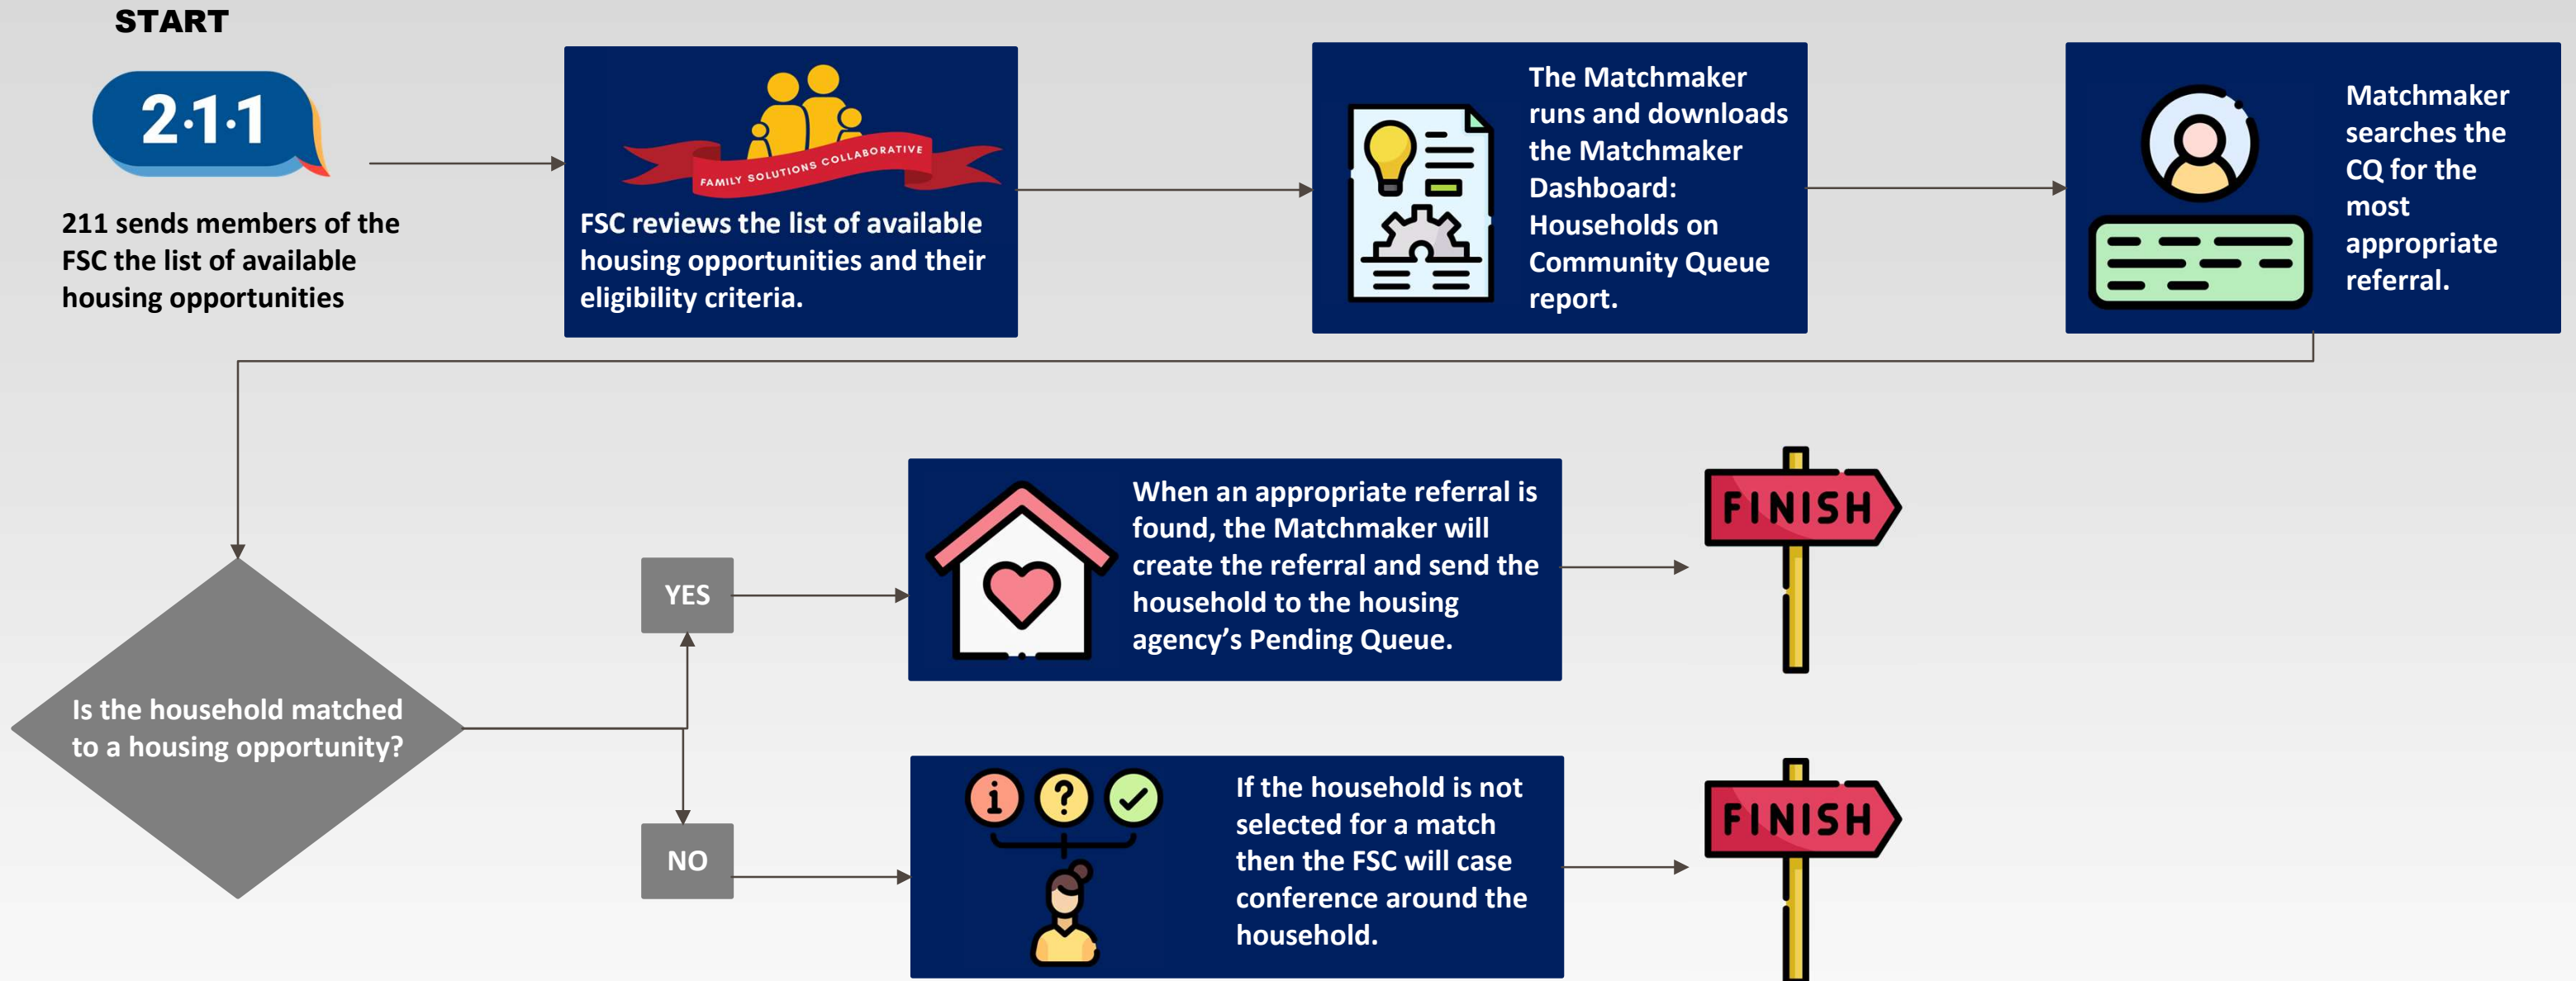 START
2·1·1
211 sends members of the
FSC the list of available
housing opportunities
FAMILY SOLUTIONS COLLABORATIVE
FSC reviews the list of available
housing opportunities and their
eligibility criteria.
The Matchmaker
runs and downloads
the Matchmaker
Dashboard:
Households on
Community Queue
report.
Matchmaker
searches the
CQ for the
most
appropriate
referral.
Is the household matched
to a housing opportunity?
YES
When an appropriate referral is
found, the Matchmaker will
create the referral and send the
household to the housing
agency’s Pending Queue.
FINISH
NO
i ?
If the household is not
selected for a match
then the FSC will case
conference around the
household.
FINISH